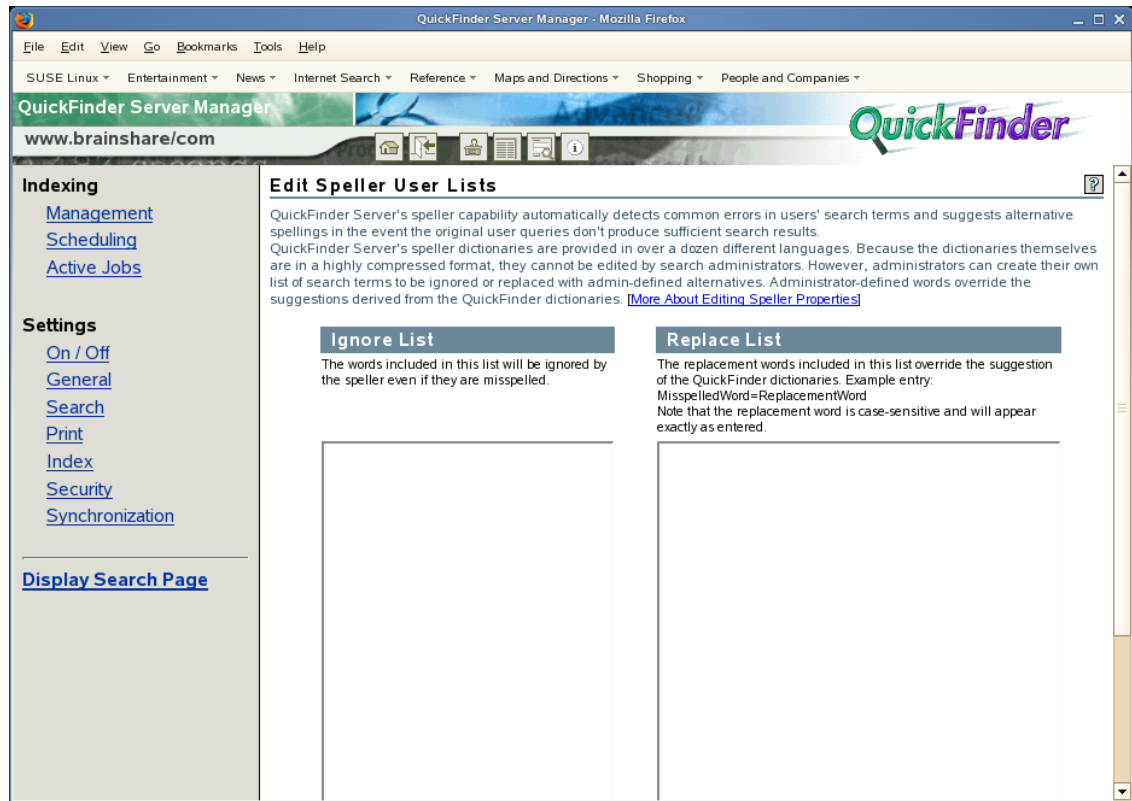 QuickFinder Server Manager - Mozilla Firefox
File Edit View Go Bookmarks Tools Help
SUSE Linux Entertainment News Internet Search Reference Maps and Directions Shopping People and Companies
QuickFinder Server Manager
www.brainshare/com
QuickFinder
Indexing
Management
Scheduling
Active Jobs
Settings
On / Off
General
Search
Print
Index
Security
Synchronization
Display Search Page
Edit Speller User Lists
?
QuickFinder Server's speller capability automatically detects common errors in users' search terms and suggests alternative
spellings in the event the original user queries don't produce sufficient search results.
QuickFinder Server's speller dictionaries are provided in over a dozen different languages. Because the dictionaries themselves
are in a highly compressed format, they cannot be edited by search administrators. However, administrators can create their own
list of search terms to be ignored or replaced with admin-defined alternatives. Administrator-defined words override the
suggestions derived from the QuickFinder dictionaries. [More About Editing Speller Properties]
Ignore List
The words included in this list will be ignored by
the speller even if they are misspelled.
Replace List
The replacement words included in this list override the suggestion
of the QuickFinder dictionaries. Example entry:
MisspelledWord=ReplacementWord
Note that the replacement word is case-sensitive and will appear
exactly as entered.